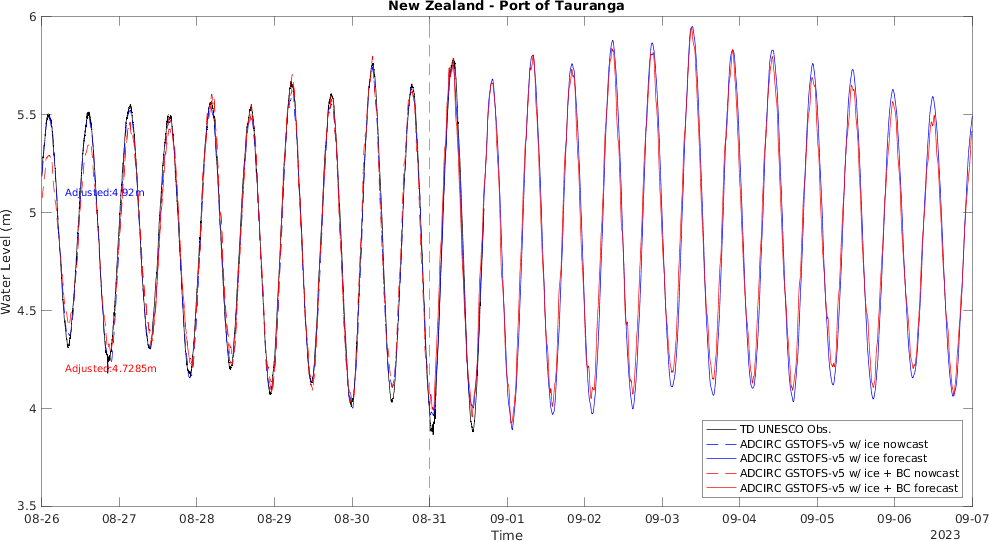 New Zealand - Port of Tauranga
6
5.5
5
4.5
4
3.5
Water Level (m)
Adjusted:4.92m
Adjusted:4.7285m
TD UNESCO Obs.
ADCIRC GSTOFS-v5 w/ ice nowcast
ADCIRC GSTOFS-v5 w/ ice forecast
ADCIRC GSTOFS-v5 w/ ice + BC nowcast
ADCIRC GSTOFS-v5 w/ ice + BC forecast
08-26 08-27 08-28 08-29 08-30 08-31 09-01 09-02 09-03 09-04 09-05 09-06 09-07
Time
2023